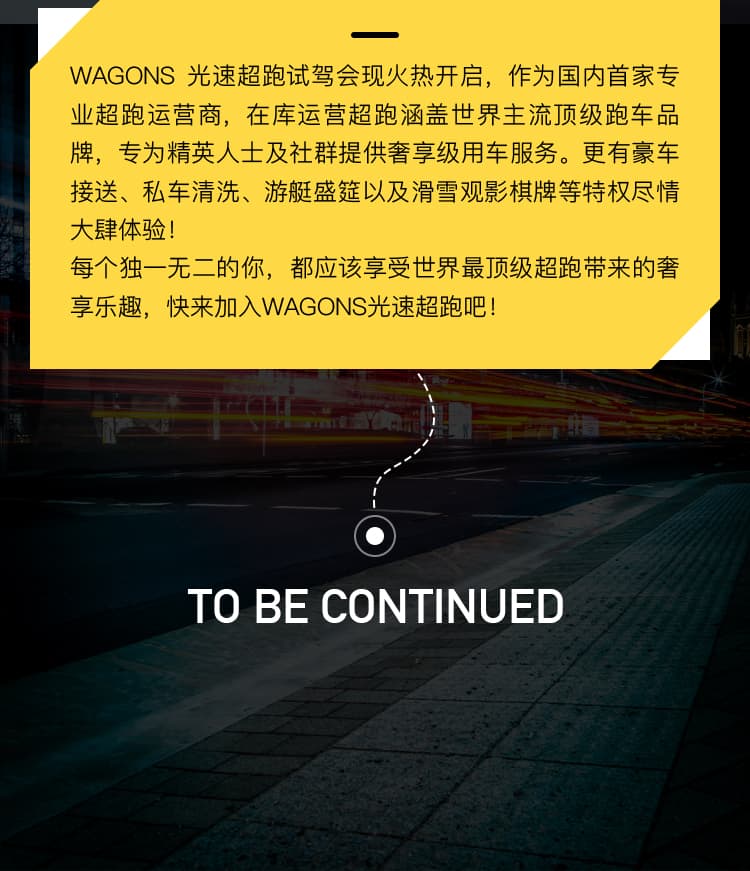 WAGONS 光速超跑试驾会现火热开启，作为国内首家专
业超跑运营商，在库运营超跑涵盖世界主流顶级跑车品
牌，专为精英人士及社群提供奢享级用车服务。更有豪车
接送、私车清洗、游艇盛筵以及滑雪观影棋牌等特权尽情
大肆体验！
每个独一无二的你，都应该享受世界最顶级超跑带来的奢
享乐趣，快来加入WAGONS光速超跑吧！
TO BE CONTINUED